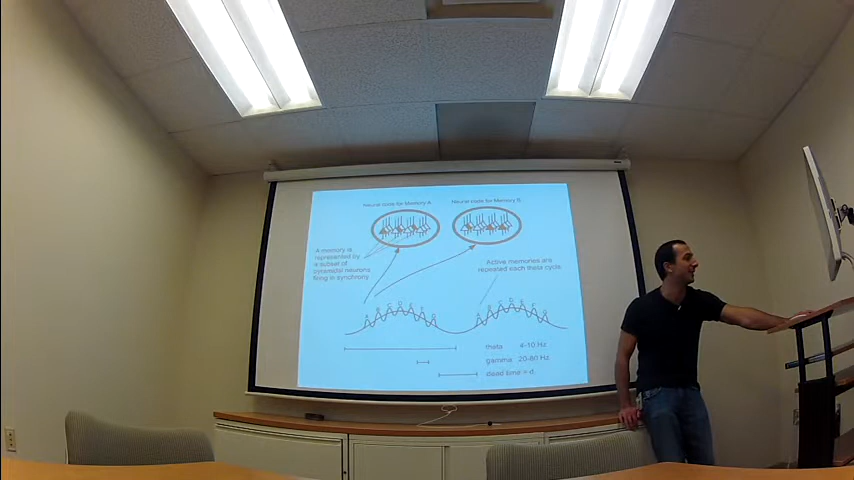 Neural code for Memory A
Neural code for Memory B
A memory is
represented by
a subset of
pyramidal neurons
firing in synchrony
Active memories are
repeated each theta cycle
A B C D E F G
A B C D E F G
theta 4-10 Hz
gamma 20-80 Hz
dead time = d